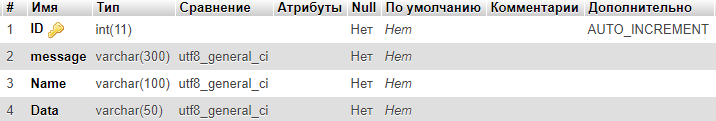 # Имя Тип Сравнение Атрибуты Null По умолчанию Комментарии Дополнительно
1 ID int(11) Нет Нет AUTO_INCREMENT
2 message varchar(300) utf8_general_ci Нет Нет
3 Name varchar(100) utf8_general_ci Нет Нет
4 Data varchar(50) utf8_general_ci Нет Нет